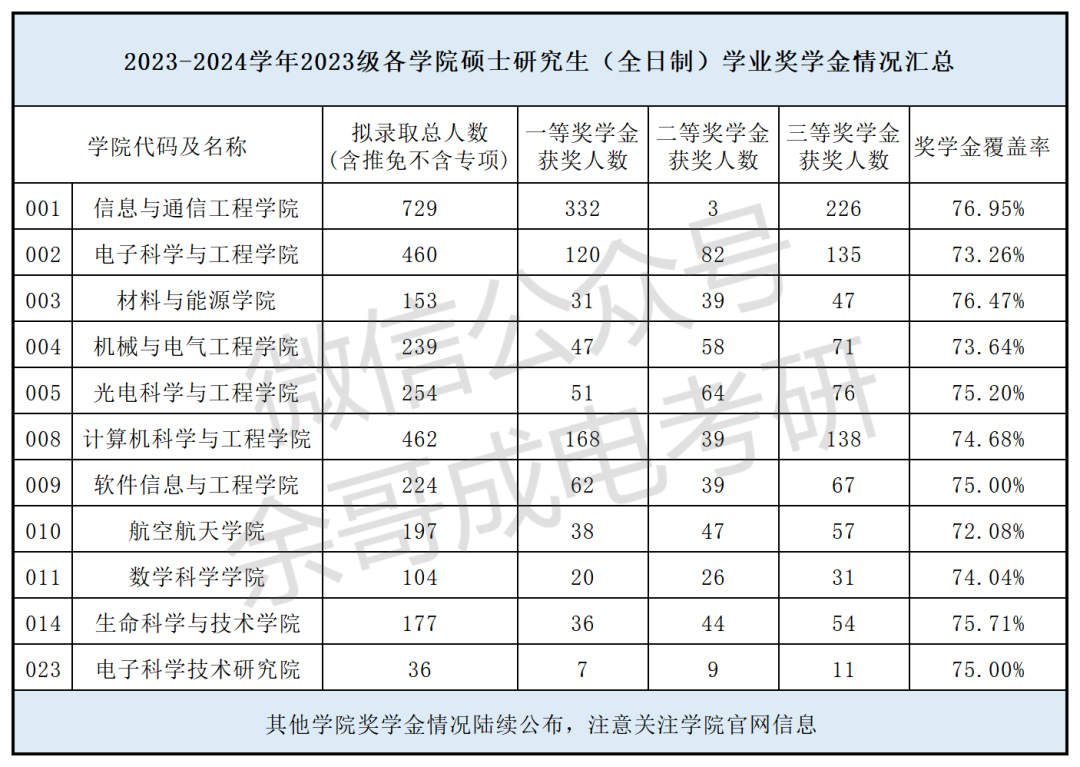 2023-2024学年2023级各学院硕士研究生（全日制）学业奖学金情况汇总
学院代码及名称 拟录取总人数(含推免不含专项) 一等奖学金获奖人数 二等奖学金获奖人数 三等奖学金获奖人数 奖学金覆盖率
001 信息与通信工程学院 729 332 3 226 76.95%
002 电子科学与工程学院 460 120 82 135 73.26%
003 材料与能源学院 153 31 39 47 76.47%
004 机械与电气工程学院 239 47 58 71 73.64%
005 光电科学与工程学院 254 51 64 76 75.20%
008 计算机科学与工程学院 462 168 39 138 74.68%
009 软件信息与工程学院 224 62 39 67 75.00%
010 航空航天学院 197 38 47 57 72.08%
011 数学科学学院 104 20 26 31 74.04%
014 生命科学与技术学院 177 36 44 54 75.71%
023 电子科学技术研究院 36 7 9 11 75.00%
其他学院奖学金情况陆续公布，注意关注学院官网信息
微信公众号
余哥成电考研